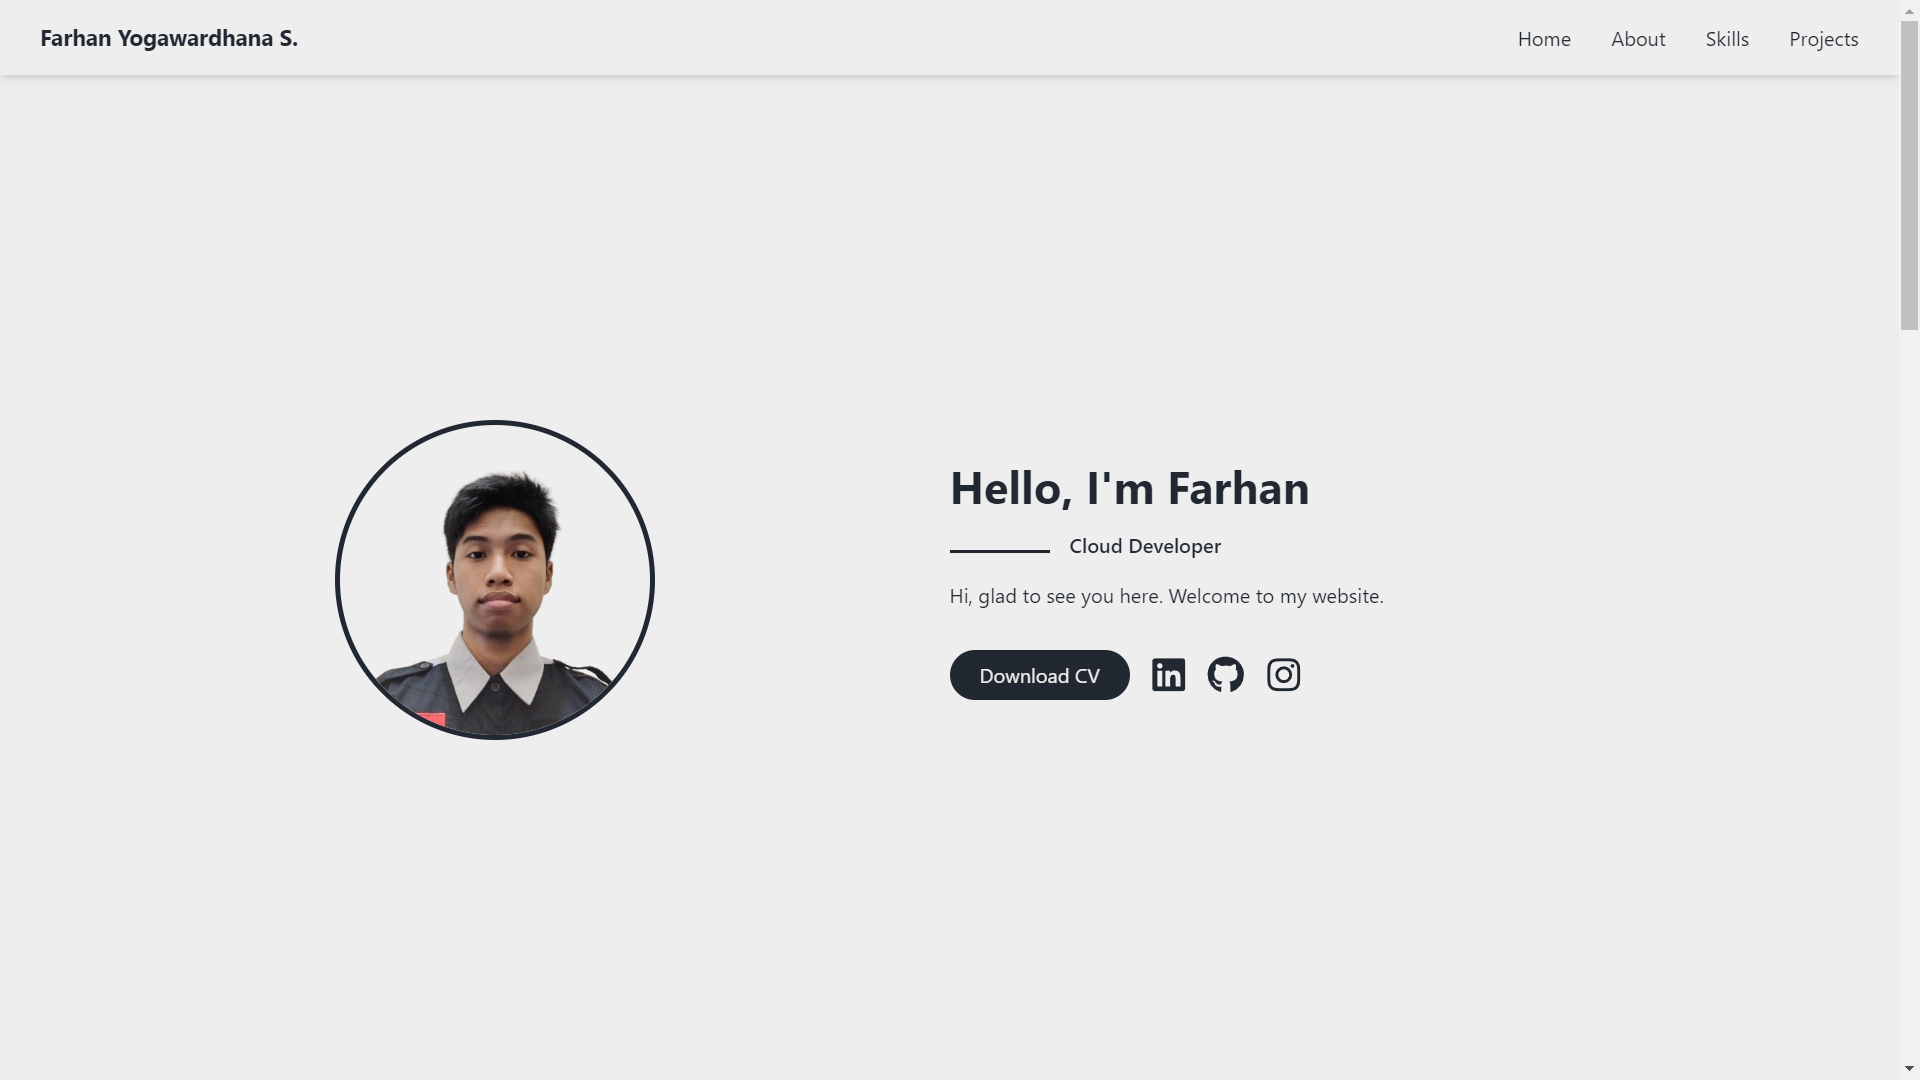 Farhan Yogawardhana S.
Home About Skills Projects
Hello, I'm Farhan
Cloud Developer
Hi, glad to see you here. Welcome to my website.
Download CV